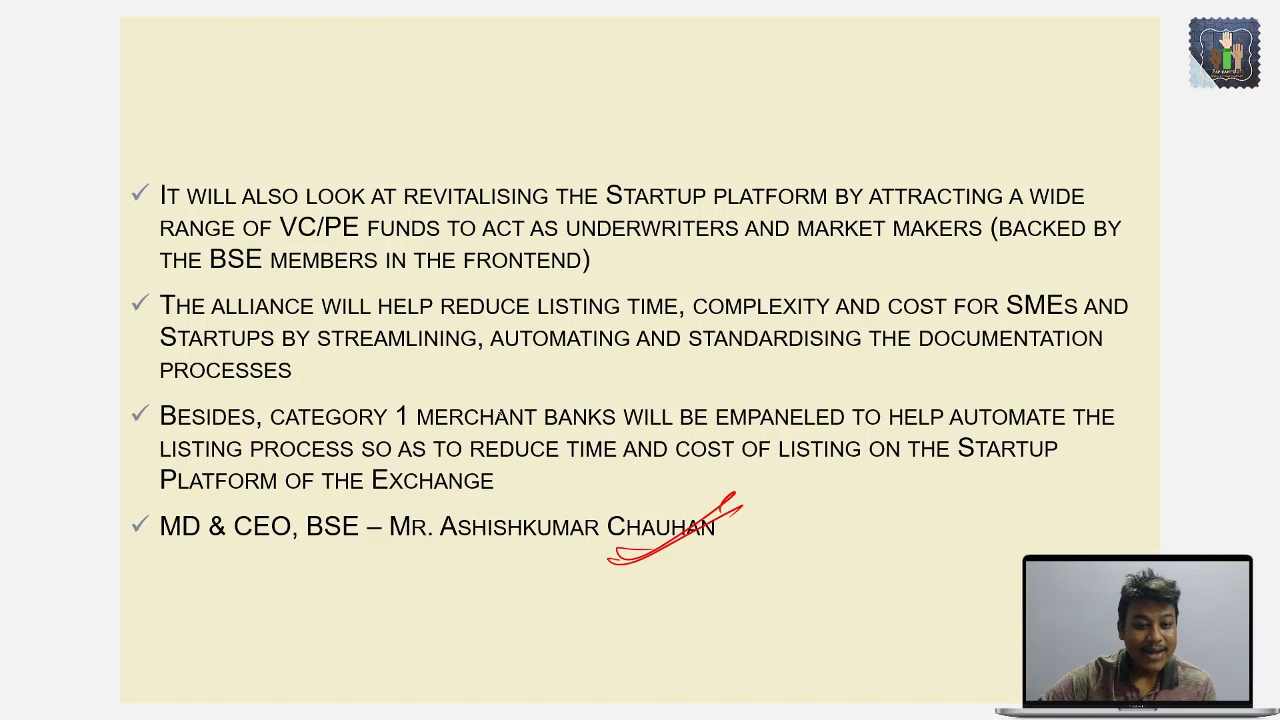 ✓ IT WILL ALSO LOOK AT REVITALISING THE STARTUP PLATFORM BY ATTRACTING A WIDE
RANGE OF VC/PE FUNDS TO ACT AS UNDERWRITERS AND MARKET MAKERS (BACKED BY
THE BSE MEMBERS IN THE FRONTEND)
✓ THE ALLIANCE WILL HELP REDUCE LISTING TIME, COMPLEXITY AND COST FOR SMES AND
STARTUPS BY STREAMLINING, AUTOMATING AND STANDARDISING THE DOCUMENTATION
PROCESSES
✓ BESIDES, CATEGORY 1 MERCHANT BANKS WILL BE EMPANELED TO HELP AUTOMATE THE
LISTING PROCESS SO AS TO REDUCE TIME AND COST OF LISTING ON THE STARTUP
PLATFORM OF THE EXCHANGE
✓ MD & CEO, BSE – MR. ASHISHKUMAR CHAUHAN